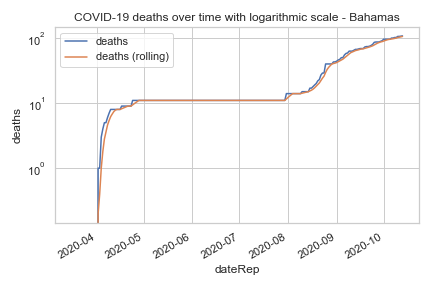 COVID-19 deaths over time with logarithmic scale - Bahamas
deaths
deaths (rolling)
10²
10¹
10⁰
deaths
2020-04
2020-05
2020-06
2020-07
2020-08
2020-09
2020-10
dateRep